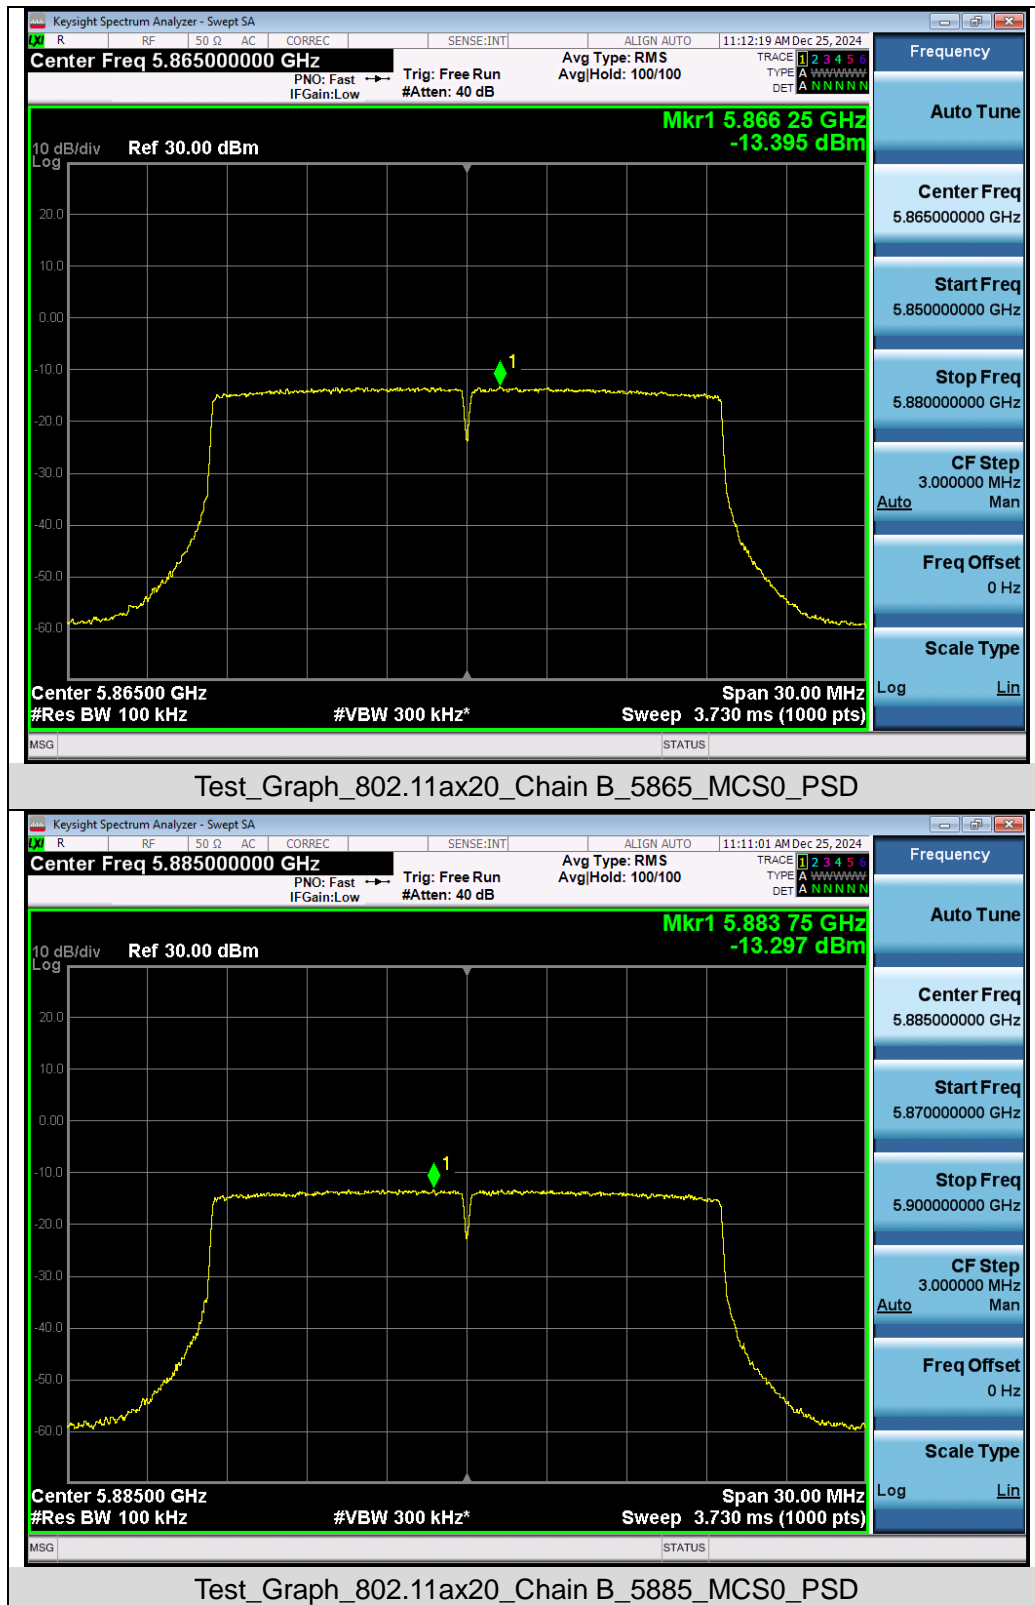 Keysight Spectrum Analyzer - Swept SA
LXI R RF 50 Ω AC CORREC SENSE:INT ALIGN AUTO 11:12:19 AM Dec 25, 2024
Center Freq 5.865000000 GHz
PNO: Fast
IFGain:Low
Trig: Free Run
#Atten: 40 dB
Avg Type: RMS
Avg|Hold: 100/100
TRACE 1 2 3 4 5 6
TYPE A WWWWW
DET A N N N N N
Mkr1 5.866 25 GHz
-13.395 dBm
10 dB/div Ref 30.00 dBm
Log
20.0
10.0
0.00
-10.0
-20.0
-30.0
-40.0
-50.0
-60.0
1
Center 5.86500 GHz
Span 30.00 MHz
#Res BW 100 kHz #VBW 300 kHz* Sweep 3.730 ms (1000 pts)
MSG STATUS
Frequency
Auto Tune
Center Freq
5.865000000 GHz
Start Freq
5.850000000 GHz
Stop Freq
5.880000000 GHz
CF Step
3.000000 MHz
Auto Man
Freq Offset
0 Hz
Scale Type
Log Lin
Test_Graph_802.11ax20_Chain B_5865_MCS0_PSD
Keysight Spectrum Analyzer - Swept SA
LXI R RF 50 Ω AC CORREC SENSE:INT ALIGN AUTO 11:11:01 AM Dec 25, 2024
Center Freq 5.885000000 GHz
PNO: Fast
IFGain:Low
Trig: Free Run
#Atten: 40 dB
Avg Type: RMS
Avg|Hold: 100/100
TRACE 1 2 3 4 5 6
TYPE A WWWWW
DET A N N N N N
Mkr1 5.883 75 GHz
-13.297 dBm
10 dB/div Ref 30.00 dBm
Log
20.0
10.0
0.00
-10.0
-20.0
-30.0
-40.0
-50.0
-60.0
1
Center 5.88500 GHz
Span 30.00 MHz
#Res BW 100 kHz #VBW 300 kHz* Sweep 3.730 ms (1000 pts)
MSG STATUS
Frequency
Auto Tune
Center Freq
5.885000000 GHz
Start Freq
5.870000000 GHz
Stop Freq
5.900000000 GHz
CF Step
3.000000 MHz
Auto Man
Freq Offset
0 Hz
Scale Type
Log Lin
Test_Graph_802.11ax20_Chain B_5885_MCS0_PSD